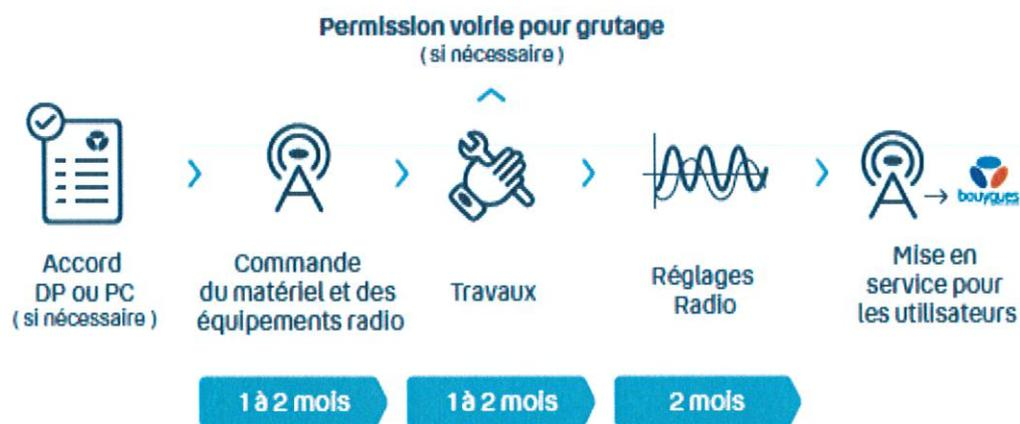 Permission voirie pour grutage
( si nécessaire )
Accord
DP ou PC
( si nécessaire )
Commande
du matériel et des
équipements radio
Travaux
Réglages
Radio
bouygues
Mise en
service pour
les utilisateurs
1 à 2 mois
1 à 2 mois
2 mois